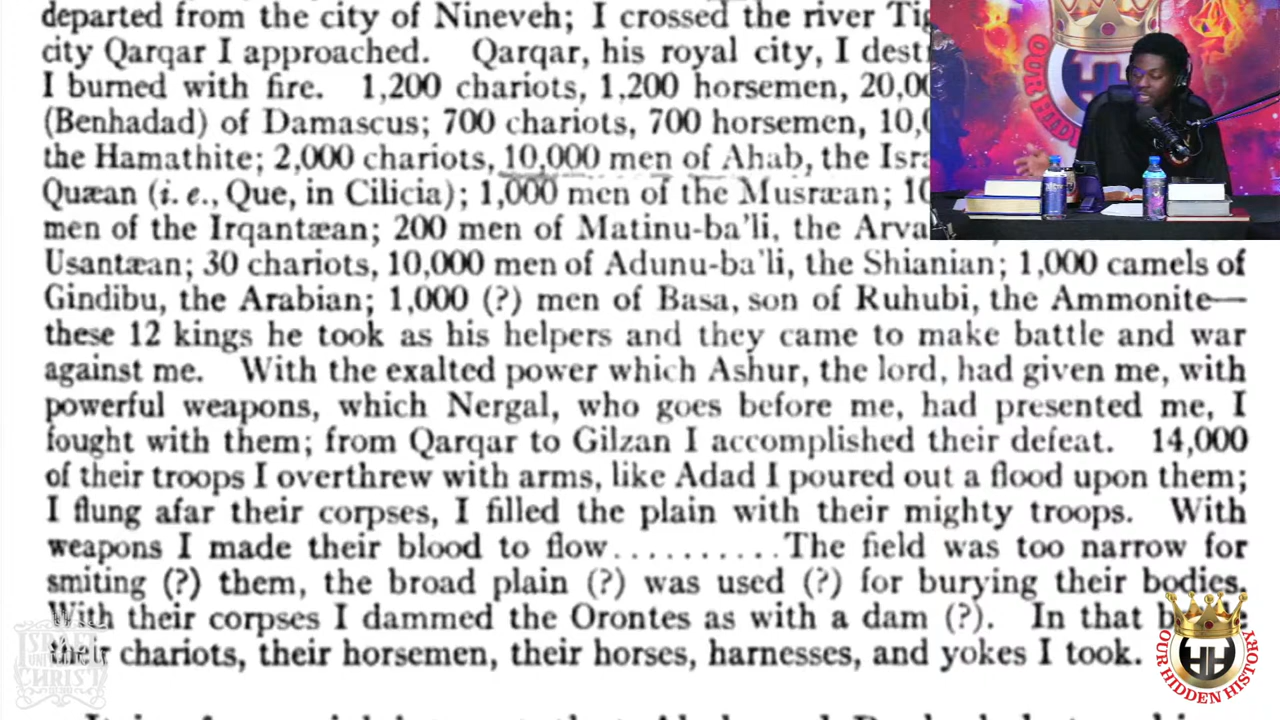 departed from the city of Nineveh; I crossed the river
city Qarqar I approached. Qarqar, his royal city, I
I burned with fire. 1,200 chariots, 1,200 horsemen,
(Benhadad) of Damascus; 700 chariots, 700 horsemen,
the Hamathite; 2,000 chariots, 10,000 men of Ahab, the
Quæan (i. e., Que, in Cilicia); 1,000 men of the Musræan;
men of the Irqantæan; 200 men of Matinu-ba'li, the
Usantæan; 30 chariots, 10,000 men of Adunu-ba'li, the Shianian; 1,000 camels of
Gindibu, the Arabian; 1,000 (?) men of Basa, son of Ruhubi, the Ammonite—
these 12 kings he took as his helpers and they came to make battle and war
against me. With the exalted power which Ashur, the lord, had given me, with
powerful weapons, which Nergal, who goes before me, had presented me, I
fought with them; from Qarqar to Gilzan I accomplished their defeat. 14,000
of their troops I overthrew with arms, like Adad I poured out a flood upon them;
I flung afar their corpses, I filled the plain with their mighty troops. With
weapons I made their blood to flow..........The field was too narrow for
smiting (?) them, the broad plain (?) was used (?) for burying their bodies.
With their corpses I dammed the Orontes as with a dam (?). In that
their chariots, their horsemen, their horses, harnesses, and yokes I took.
ISRAEL
UNITED IN
CHRIST
OUR HIDDEN HISTORY